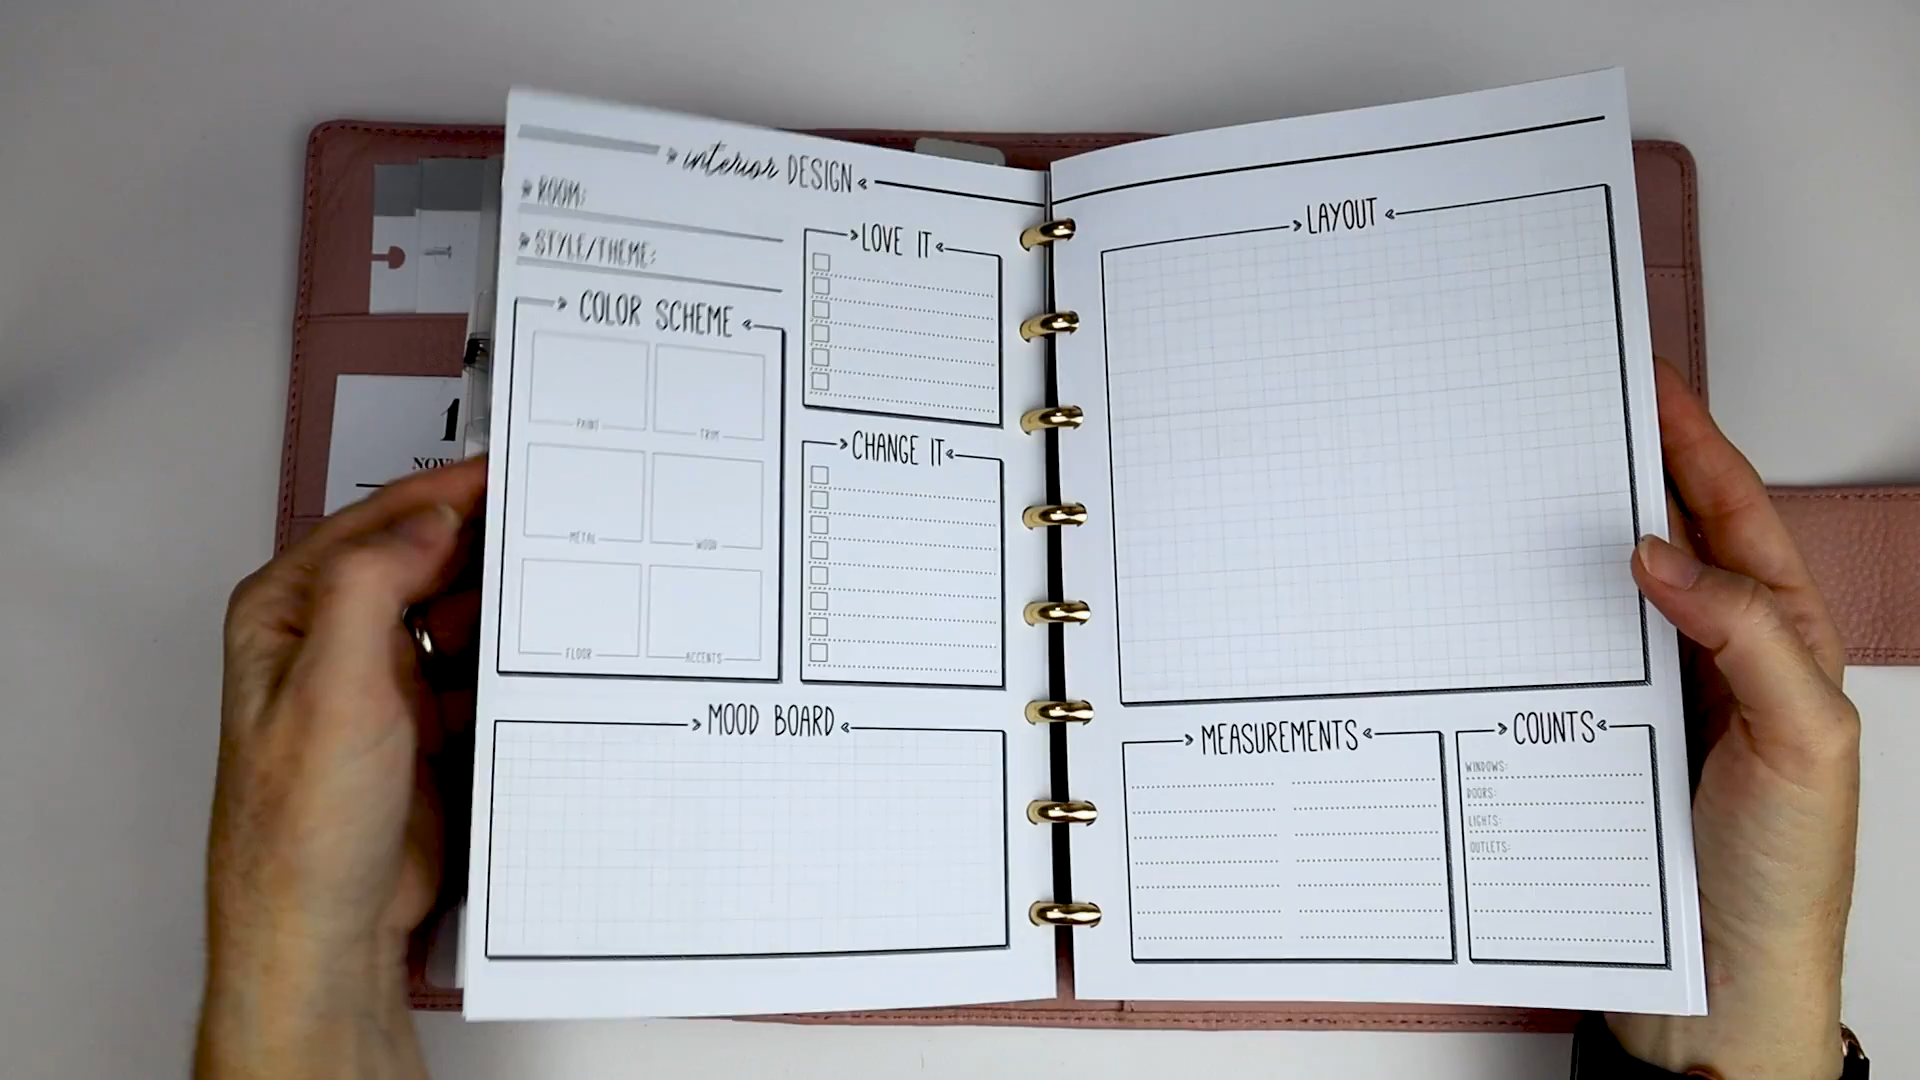 interior DESIGN
ROOM:
STYLE/THEME:
COLOR SCHEME
PAINT
TRIM
METAL
WOOD
FLOOR
ACCENTS
LOVE IT
CHANGE IT
MOOD BOARD
LAYOUT
MEASUREMENTS
COUNTS
WINDOWS:
DOORS:
LIGHTS:
OUTLETS:
1